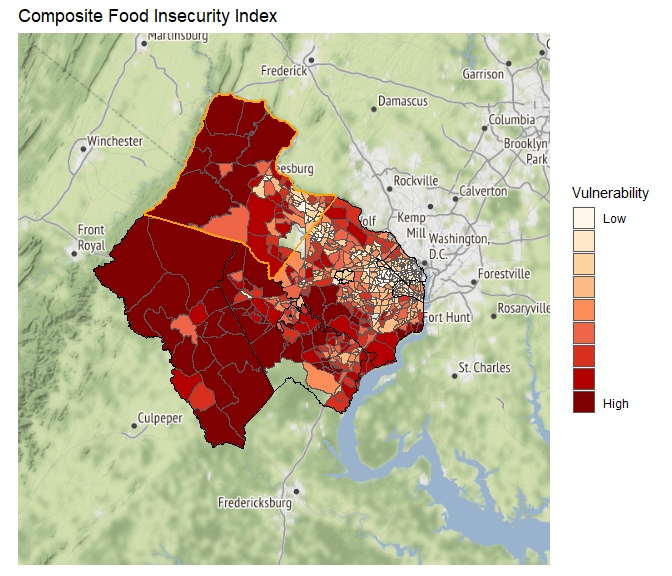 Composite Food Insecurity Index
Martinsburg
Frederick
Garrison
Damascus
Columbia
Winchester
Brooklyn
Park
esburg
Rockville
Calverton
olf
Kemp
Mill
Washington,
D.C.
Front
Royal
Forestville
Rosaryville
Fort Hunt
St. Charles
Culpeper
Fredericksburg
Vulnerability
Low
High